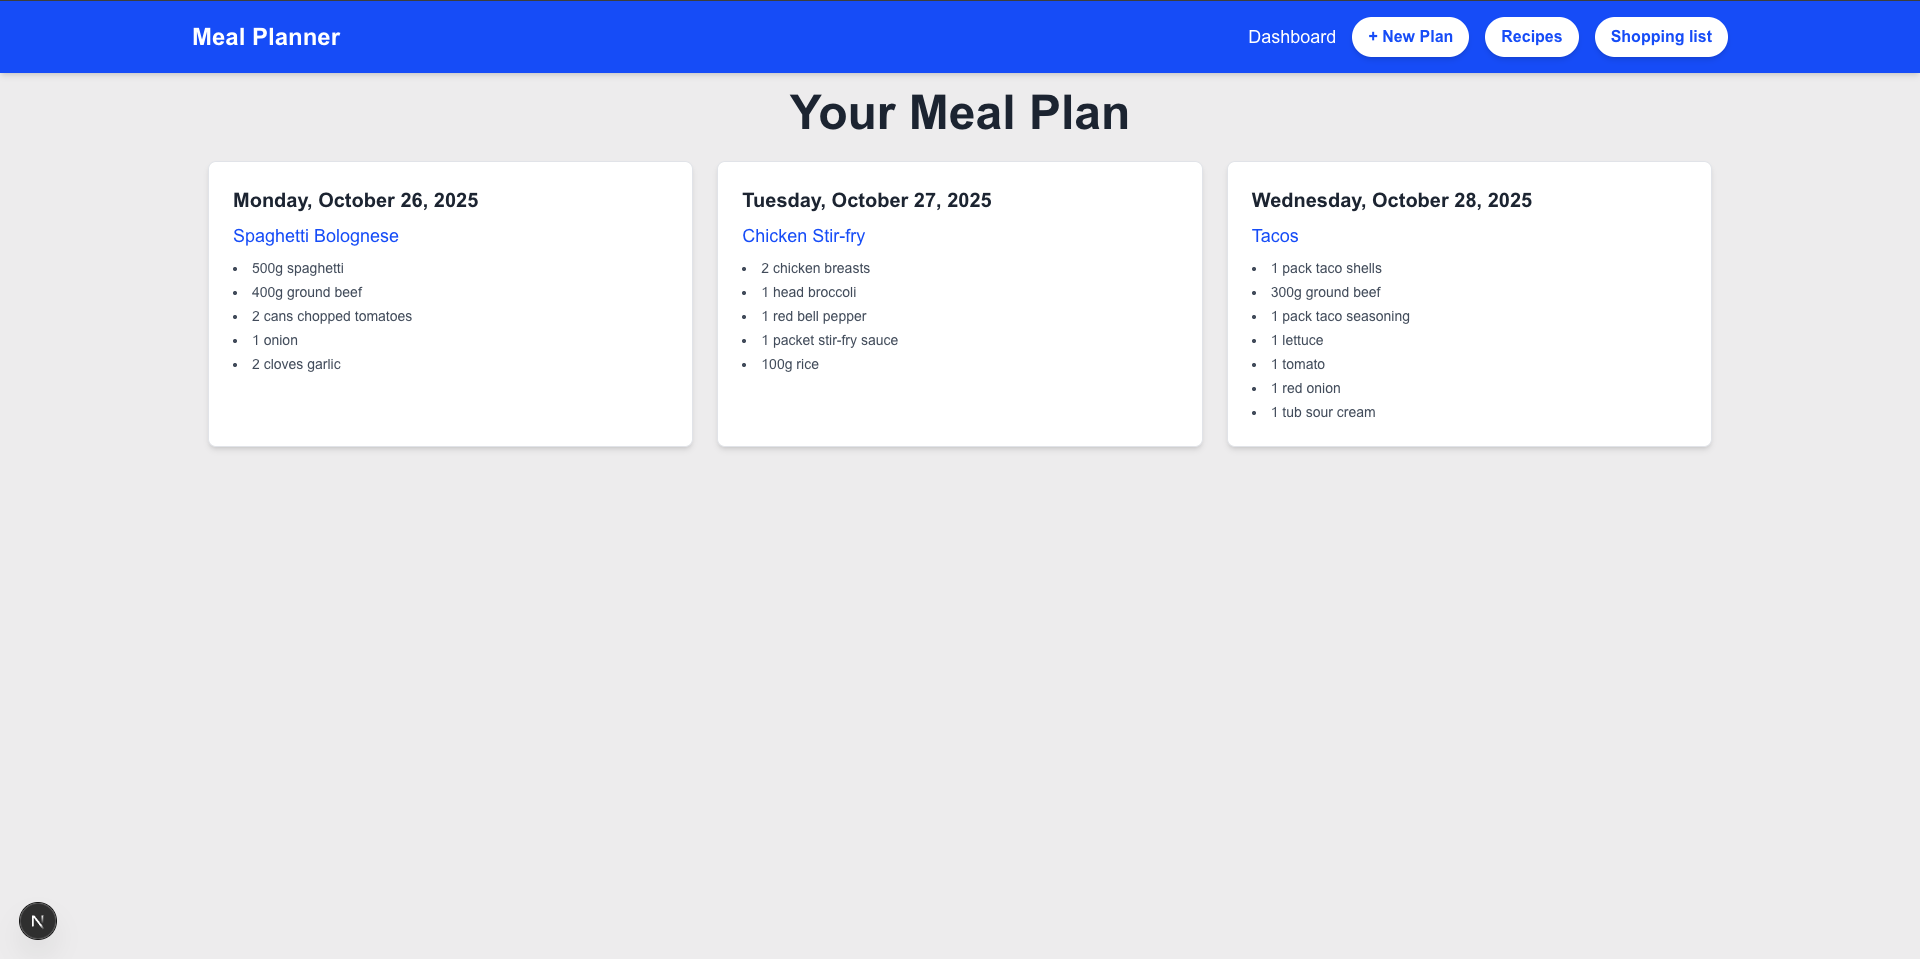 Meal Planner
Dashboard
+ New Plan
Recipes
Shopping list
Your Meal Plan
Monday, October 26, 2025
Spaghetti Bolognese
500g spaghetti
400g ground beef
2 cans chopped tomatoes
1 onion
2 cloves garlic
Tuesday, October 27, 2025
Chicken Stir-fry
2 chicken breasts
1 head broccoli
1 red bell pepper
1 packet stir-fry sauce
100g rice
Wednesday, October 28, 2025
Tacos
1 pack taco shells
300g ground beef
1 pack taco seasoning
1 lettuce
1 tomato
1 red onion
1 tub sour cream
N